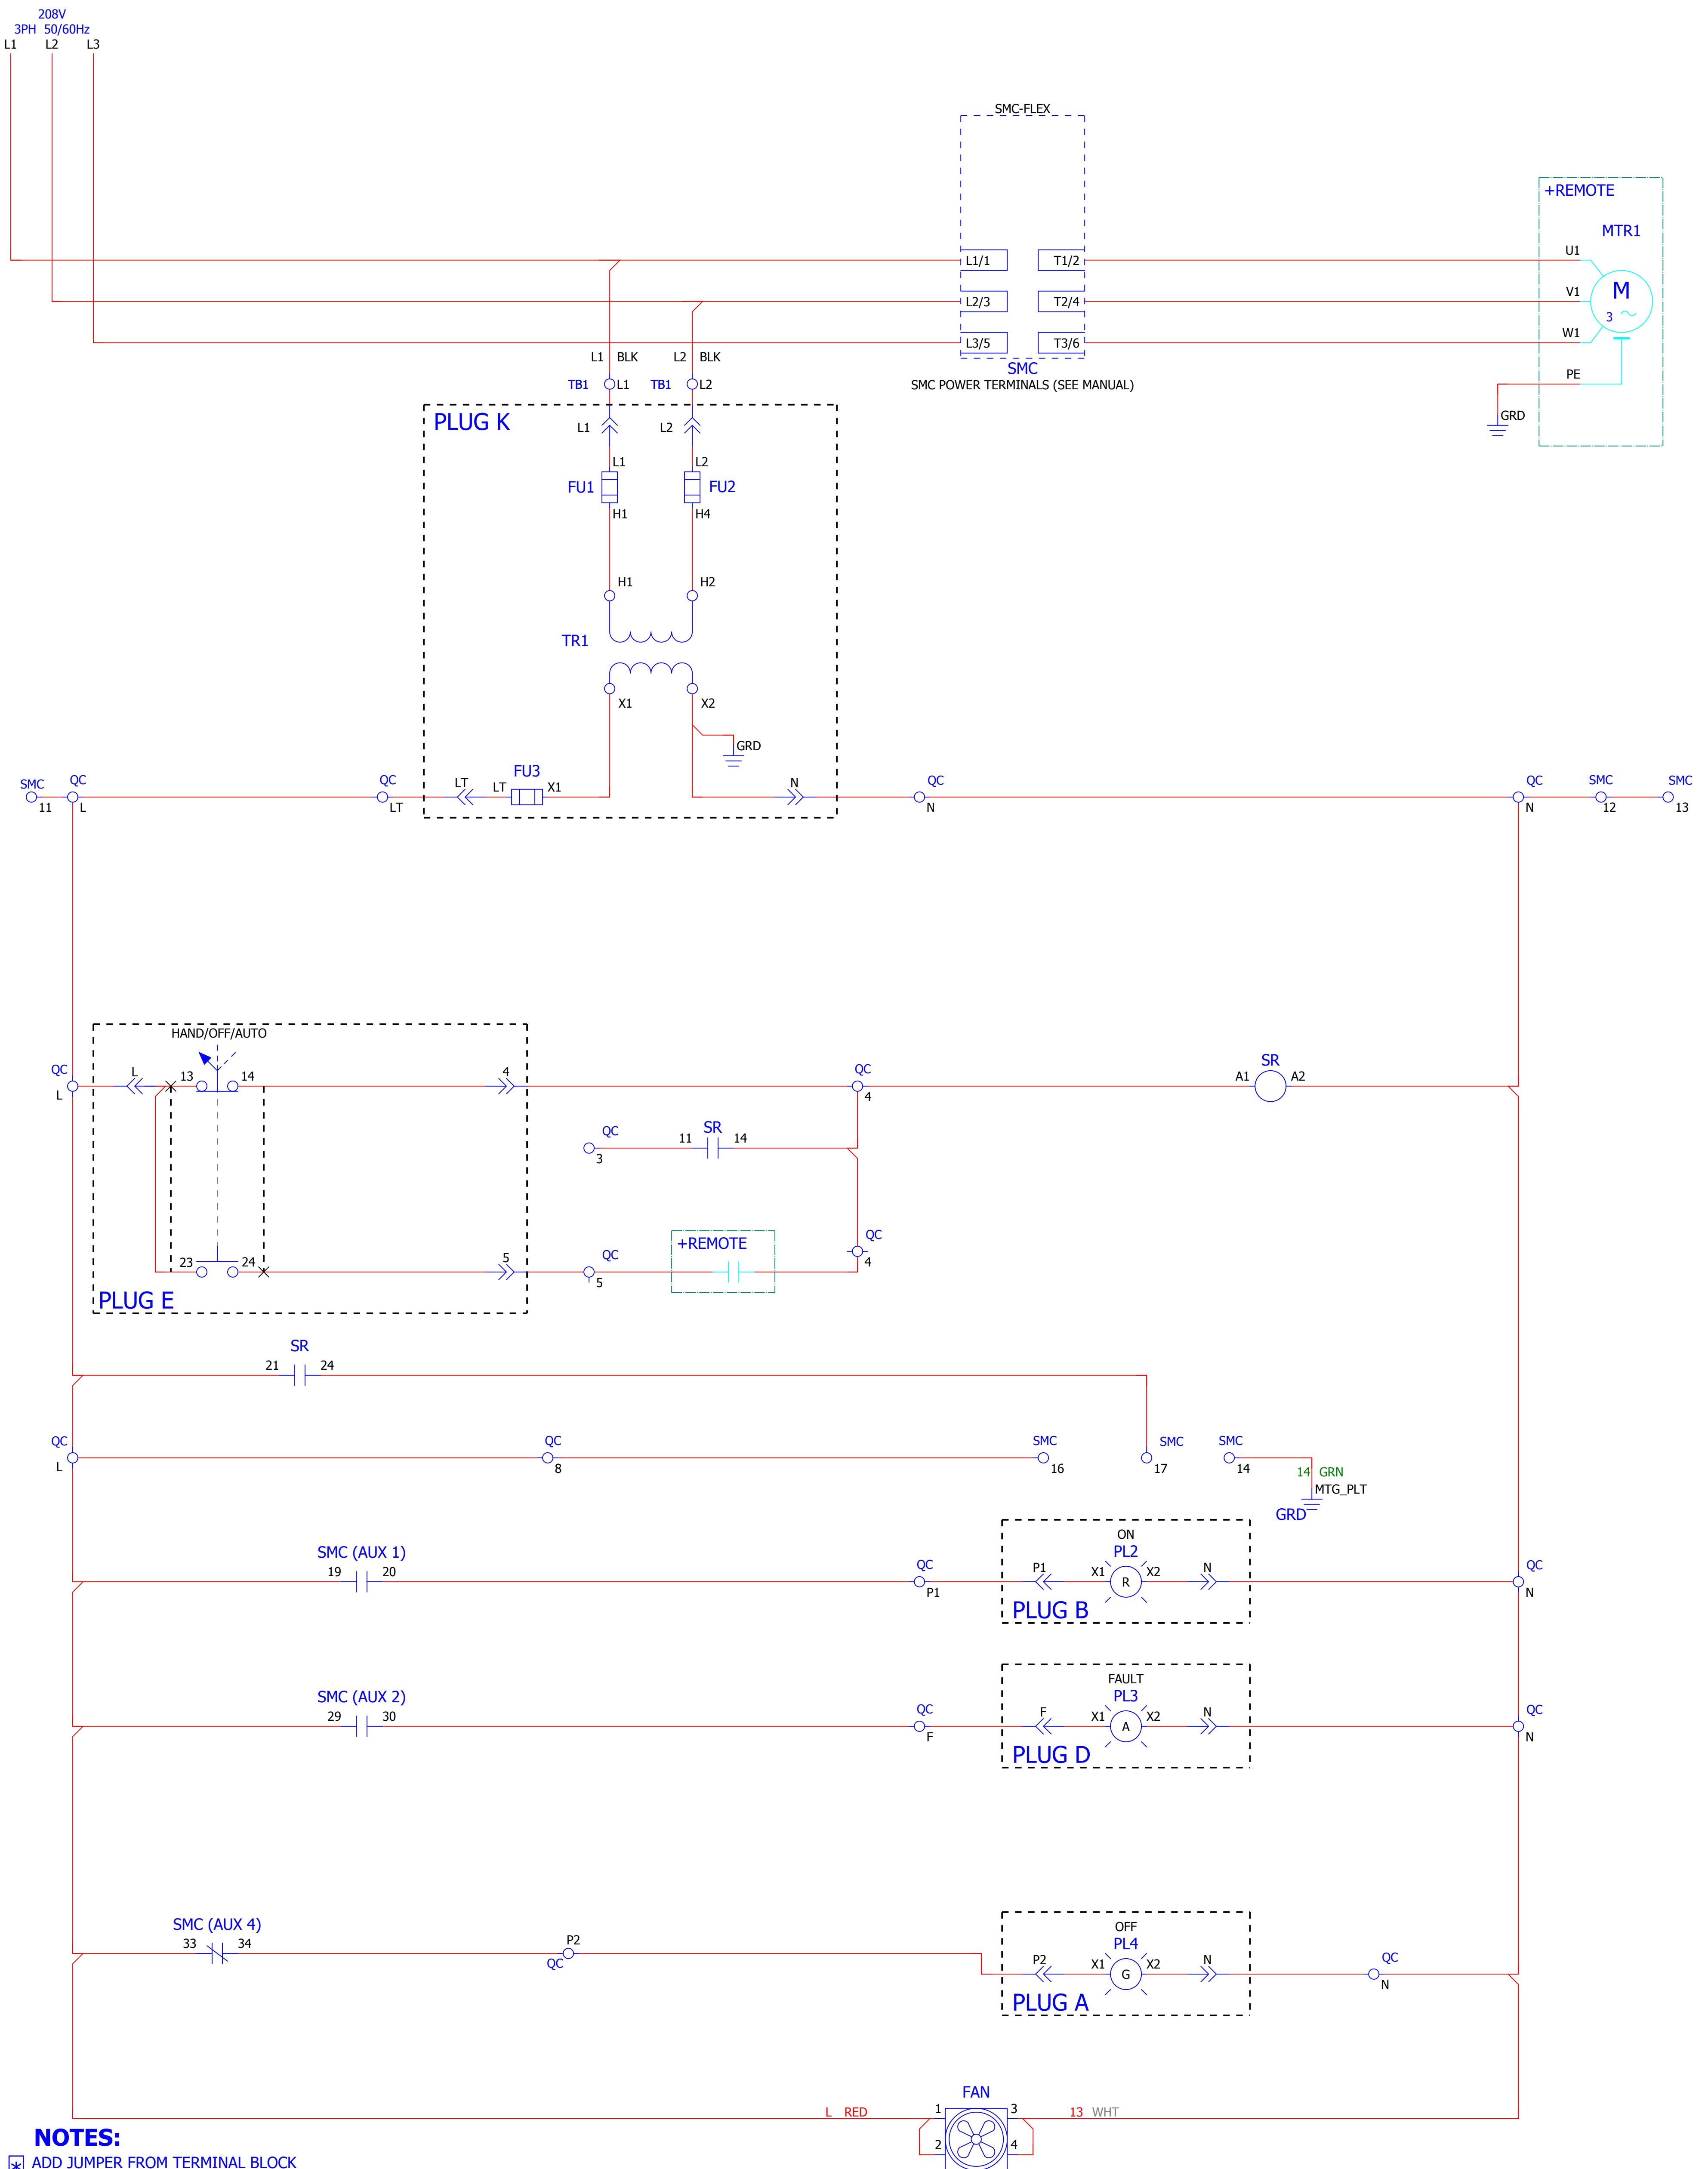 208V
3PH 50/60Hz
L1 L2 L3
SMC-FLEX
+REMOTE
MTR1
L1/1 T1/2 U1
L2/3 T2/4 V1
M
3
L3/5 T3/6 W1
SMC
SMC POWER TERMINALS (SEE MANUAL)
PE
GRD
L1 BLK L2 BLK
TB1 L1 TB1 L2
PLUG K
L1 L2
L1 L2
FU1 FU2
H1 H4
H1 H2
TR1
X1 X2
GRD
FU3
SMC QC QC LT LT X1 N QC QC SMC SMC
11 L LT N N 12 13
HAND/OFF/AUTO
QC L 13 14 4 QC SR
A1 A2
L 4
QC 11 SR 14
3
+REMOTE
QC
23 24 5 QC 4
5
PLUG E
SR
21 24
QC QC SMC SMC SMC
L 8 16 17 14
14 GRN
MTG_PLT
GRD
ON
SMC (AUX 1) PL2
19 20 QC P1 X1 R X2 N QC
P1 N
PLUG B
FAULT
SMC (AUX 2) PL3
29 30 QC F X1 A X2 N QC
F N
PLUG D
OFF
SMC (AUX 4) PL4
33 34 P2 P2 X1 G X2 N QC
QC N
PLUG A
FAN
L RED 1 3 13 WHT
2 4
NOTES:
* ADD JUMPER FROM TERMINAL BLOCK